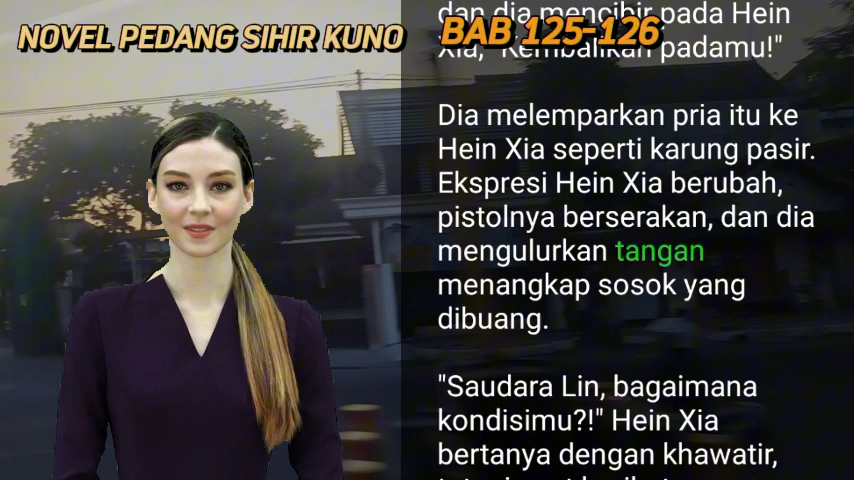 NOVEL PEDANG SIHIR KUNO
BAB 125-126
dan dia mencibir pada Hein
Xia, "Kembalikan padamu!"
Dia melemparkan pria itu ke
Hein Xia seperti karung pasir.
Ekspresi Hein Xia berubah,
pistolnya berserakan, dan dia
mengulurkan tangan
menangkap sosok yang
dibuang.
"Saudara Lin, bagaimana
kondisimu?!" Hein Xia
bertanya dengan khawatir,